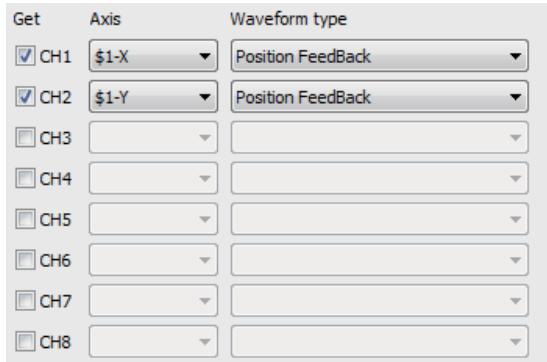 Get Axis Waveform type
CH1 $1-X Position FeedBack
CH2 $1-Y Position FeedBack
CH3
CH4
CH5
CH6
CH7
CH8